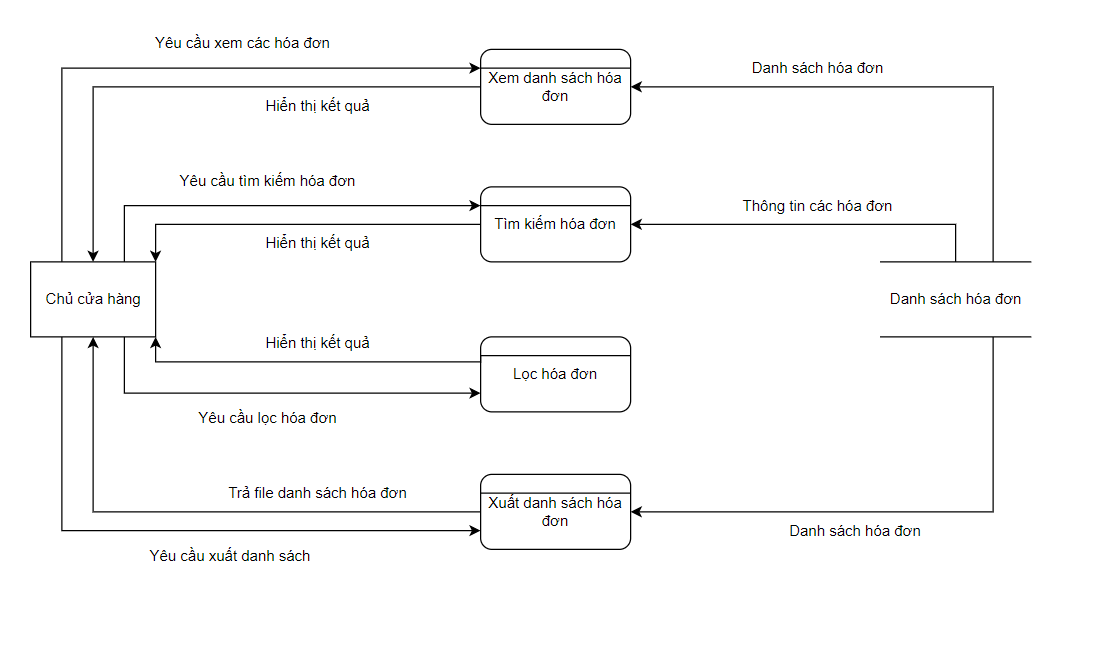 Yêu cầu xem các hóa đơn
Danh sách hóa đơn
Xem danh sách hóa
đơn
Hiển thị kết quả
Yêu cầu tìm kiếm hóa đơn
Thông tin các hóa đơn
Tìm kiếm hóa đơn
Hiển thị kết quả
Chủ cửa hàng
Danh sách hóa đơn
Hiển thị kết quả
Lọc hóa đơn
Yêu cầu lọc hóa đơn
Trả file danh sách hóa đơn
Xuất danh sách hóa
đơn
Danh sách hóa đơn
Yêu cầu xuất danh sách